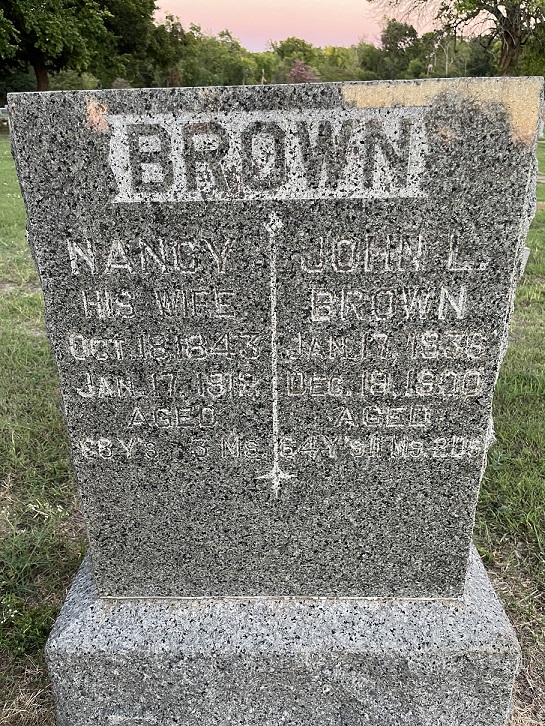 BROWN
NANCY
HIS WIFE
OCT. 18, 1843
JAN. 17, 1912.
AGED
68 Y's 3 Ms
JOHN L.
BROWN
JAN. 17, 1836
DEC. 19, 1900
AGED
64 Y's 11 Ms. 2 Ds